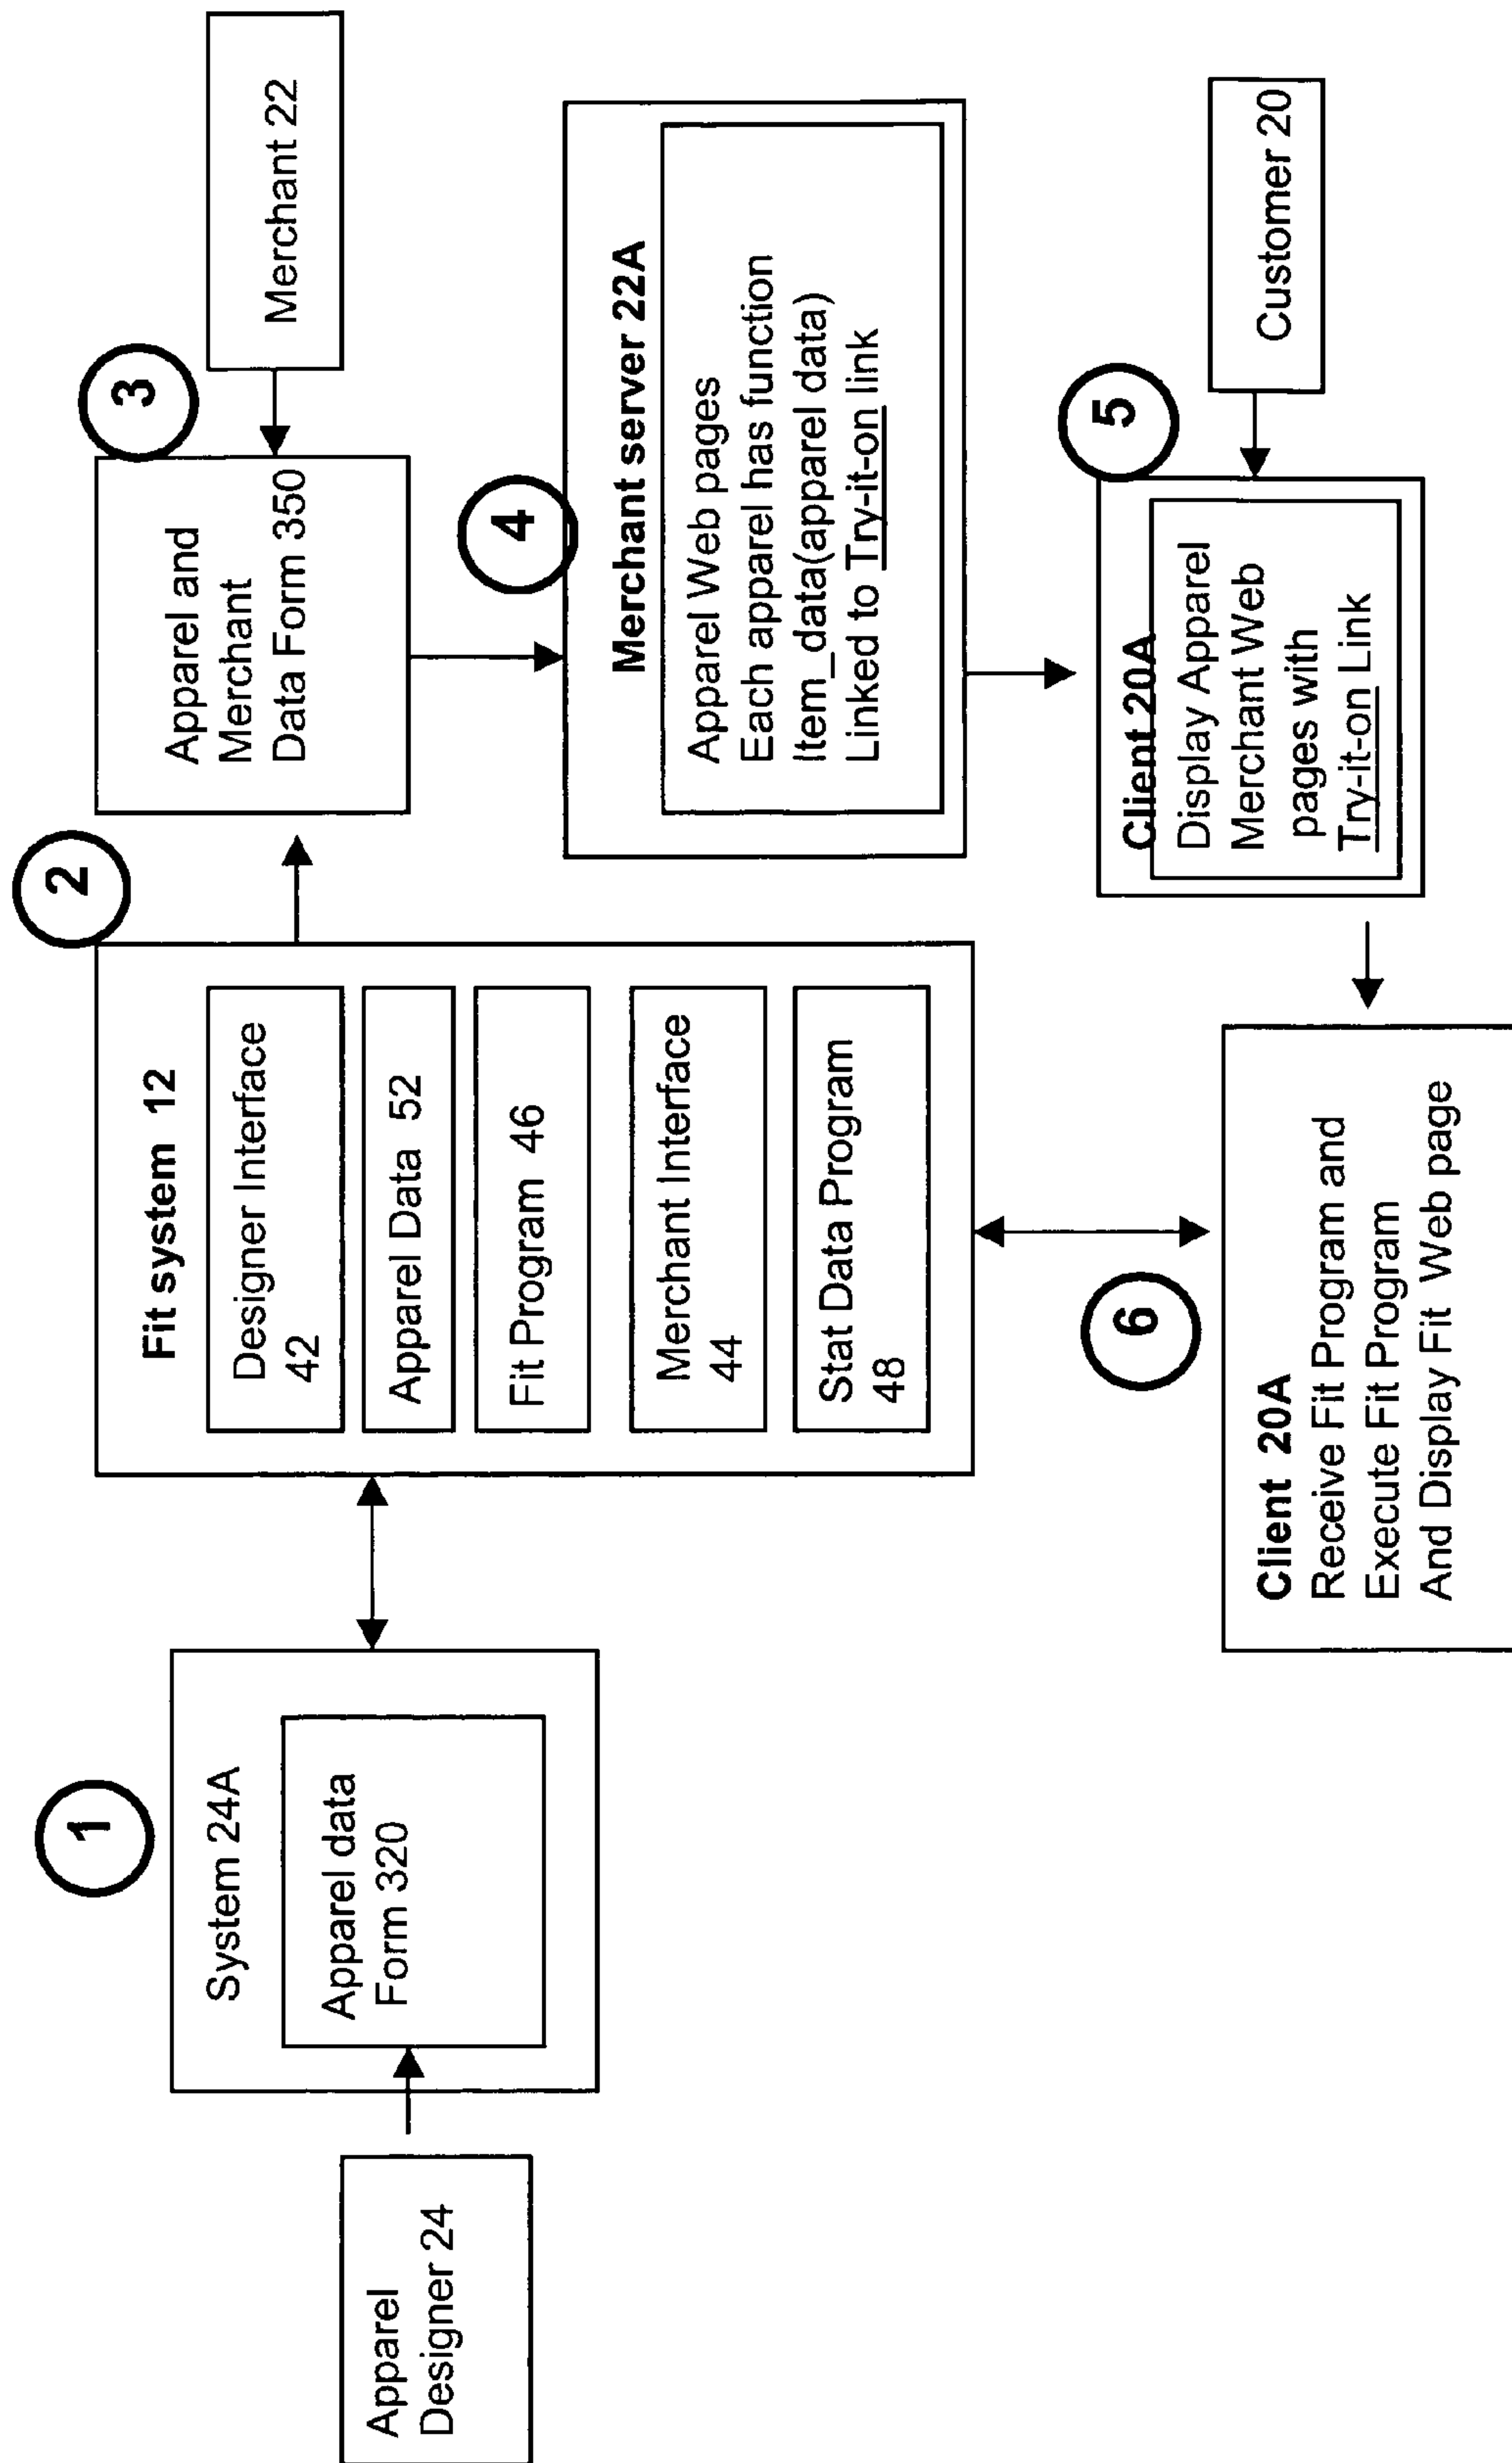 1
System 24A
Apparel data
Form 320
Apparel
Designer 24
2
Fit system 12
Designer Interface
42
Apparel Data 52
Fit Program 46
Merchant Interface
44
Stat Data Program
48
3
Apparel and
Merchant
Data Form 350
Merchant 22
4
Merchant server 22A
Apparel Web pages
Each apparel has function
Item_data(apparel data)
Linked to Try-it-on link
5
Client 20A
Display Apparel
Merchant Web
pages with
Try-it-on Link
Customer 20
6
Client 20A
Receive Fit Program and
Execute Fit Program
And Display Fit Web page